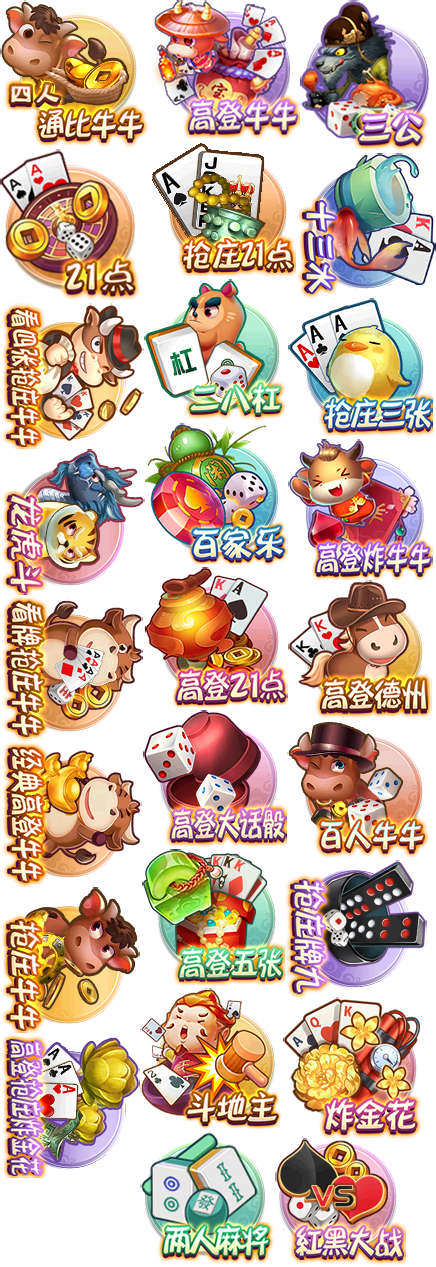 四人
通比牛牛
高登牛牛
三公
21点
抢庄21点
十三水
看四张抢庄牛牛
二八杠
杠
抢庄三张
龙虎斗
百家乐
高登炸牛牛
看牌抢庄牛牛
高登21点
高登德州
经典高登牛牛
高登大话骰
百人牛牛
抢庄牛牛
高登五张
抢庄牌九
高登抢庄炸金花
斗地主
炸金花
两人麻将
VS
红黑大战